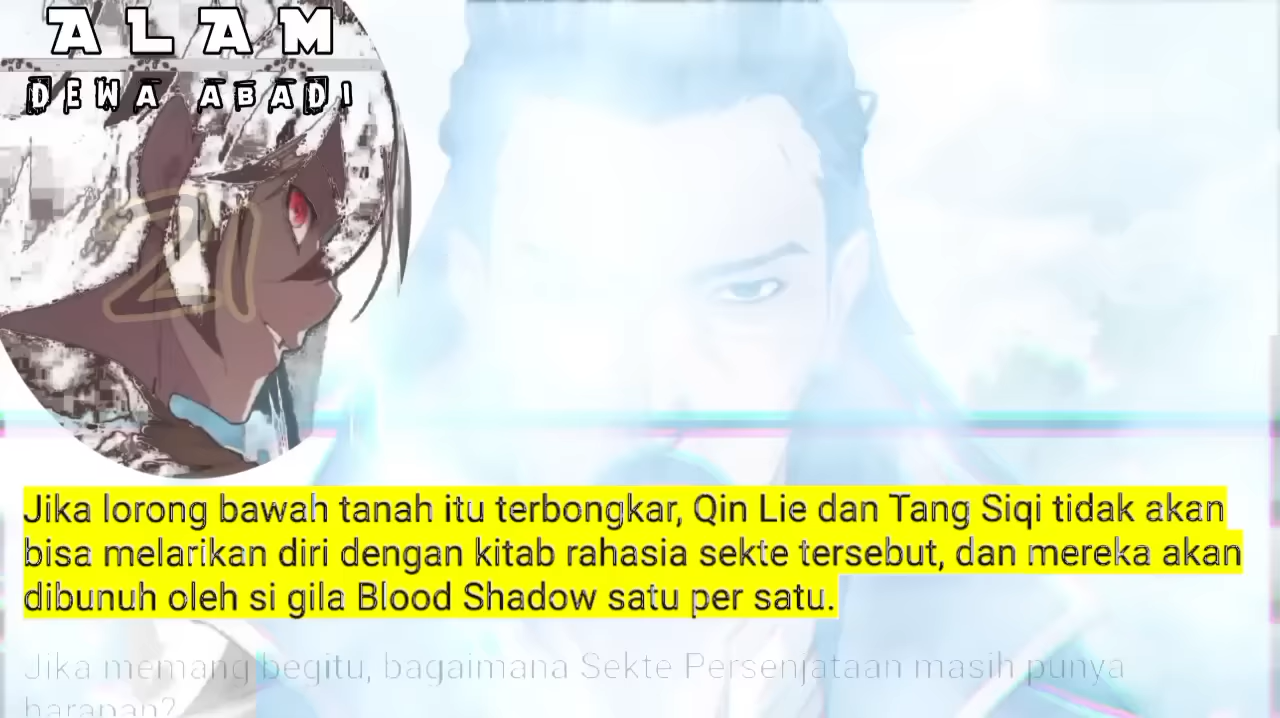 ALAM
DEWA ABADI
21
Jika lorong bawah tanah itu terbongkar, Qin Lie dan Tang Siqi tidak akan
bisa melarikan diri dengan kitab rahasia sekte tersebut, dan mereka akan
dibunuh oleh si gila Blood Shadow satu per satu.
Jika memang begitu, bagaimana Sekte Persenjataan masih punya
harapan?